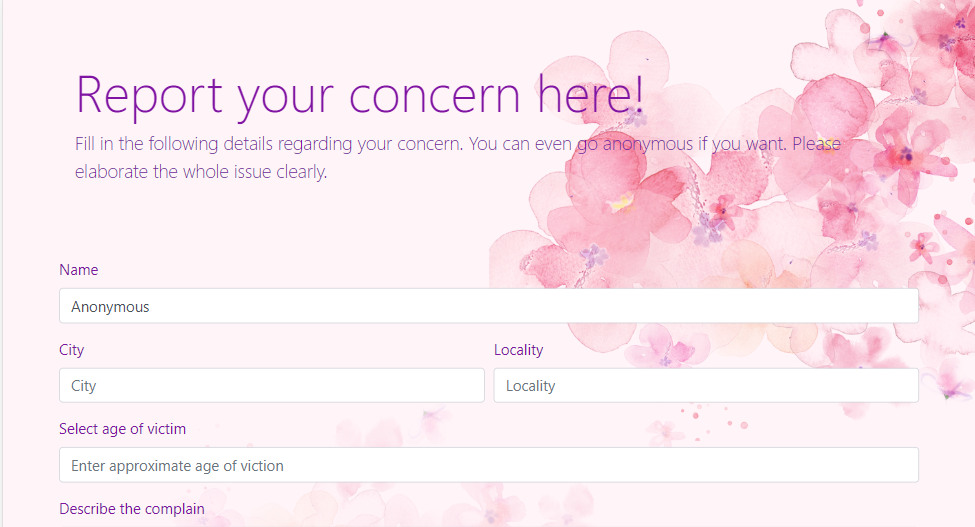 Report your concern here!
Fill in the following details regarding your concern. You can even go anonymous if you want. Please
elaborate the whole issue clearly.
Name
Anonymous
City
Locality
City
Locality
Select age of victim
Enter approximate age of viction
Describe the complain